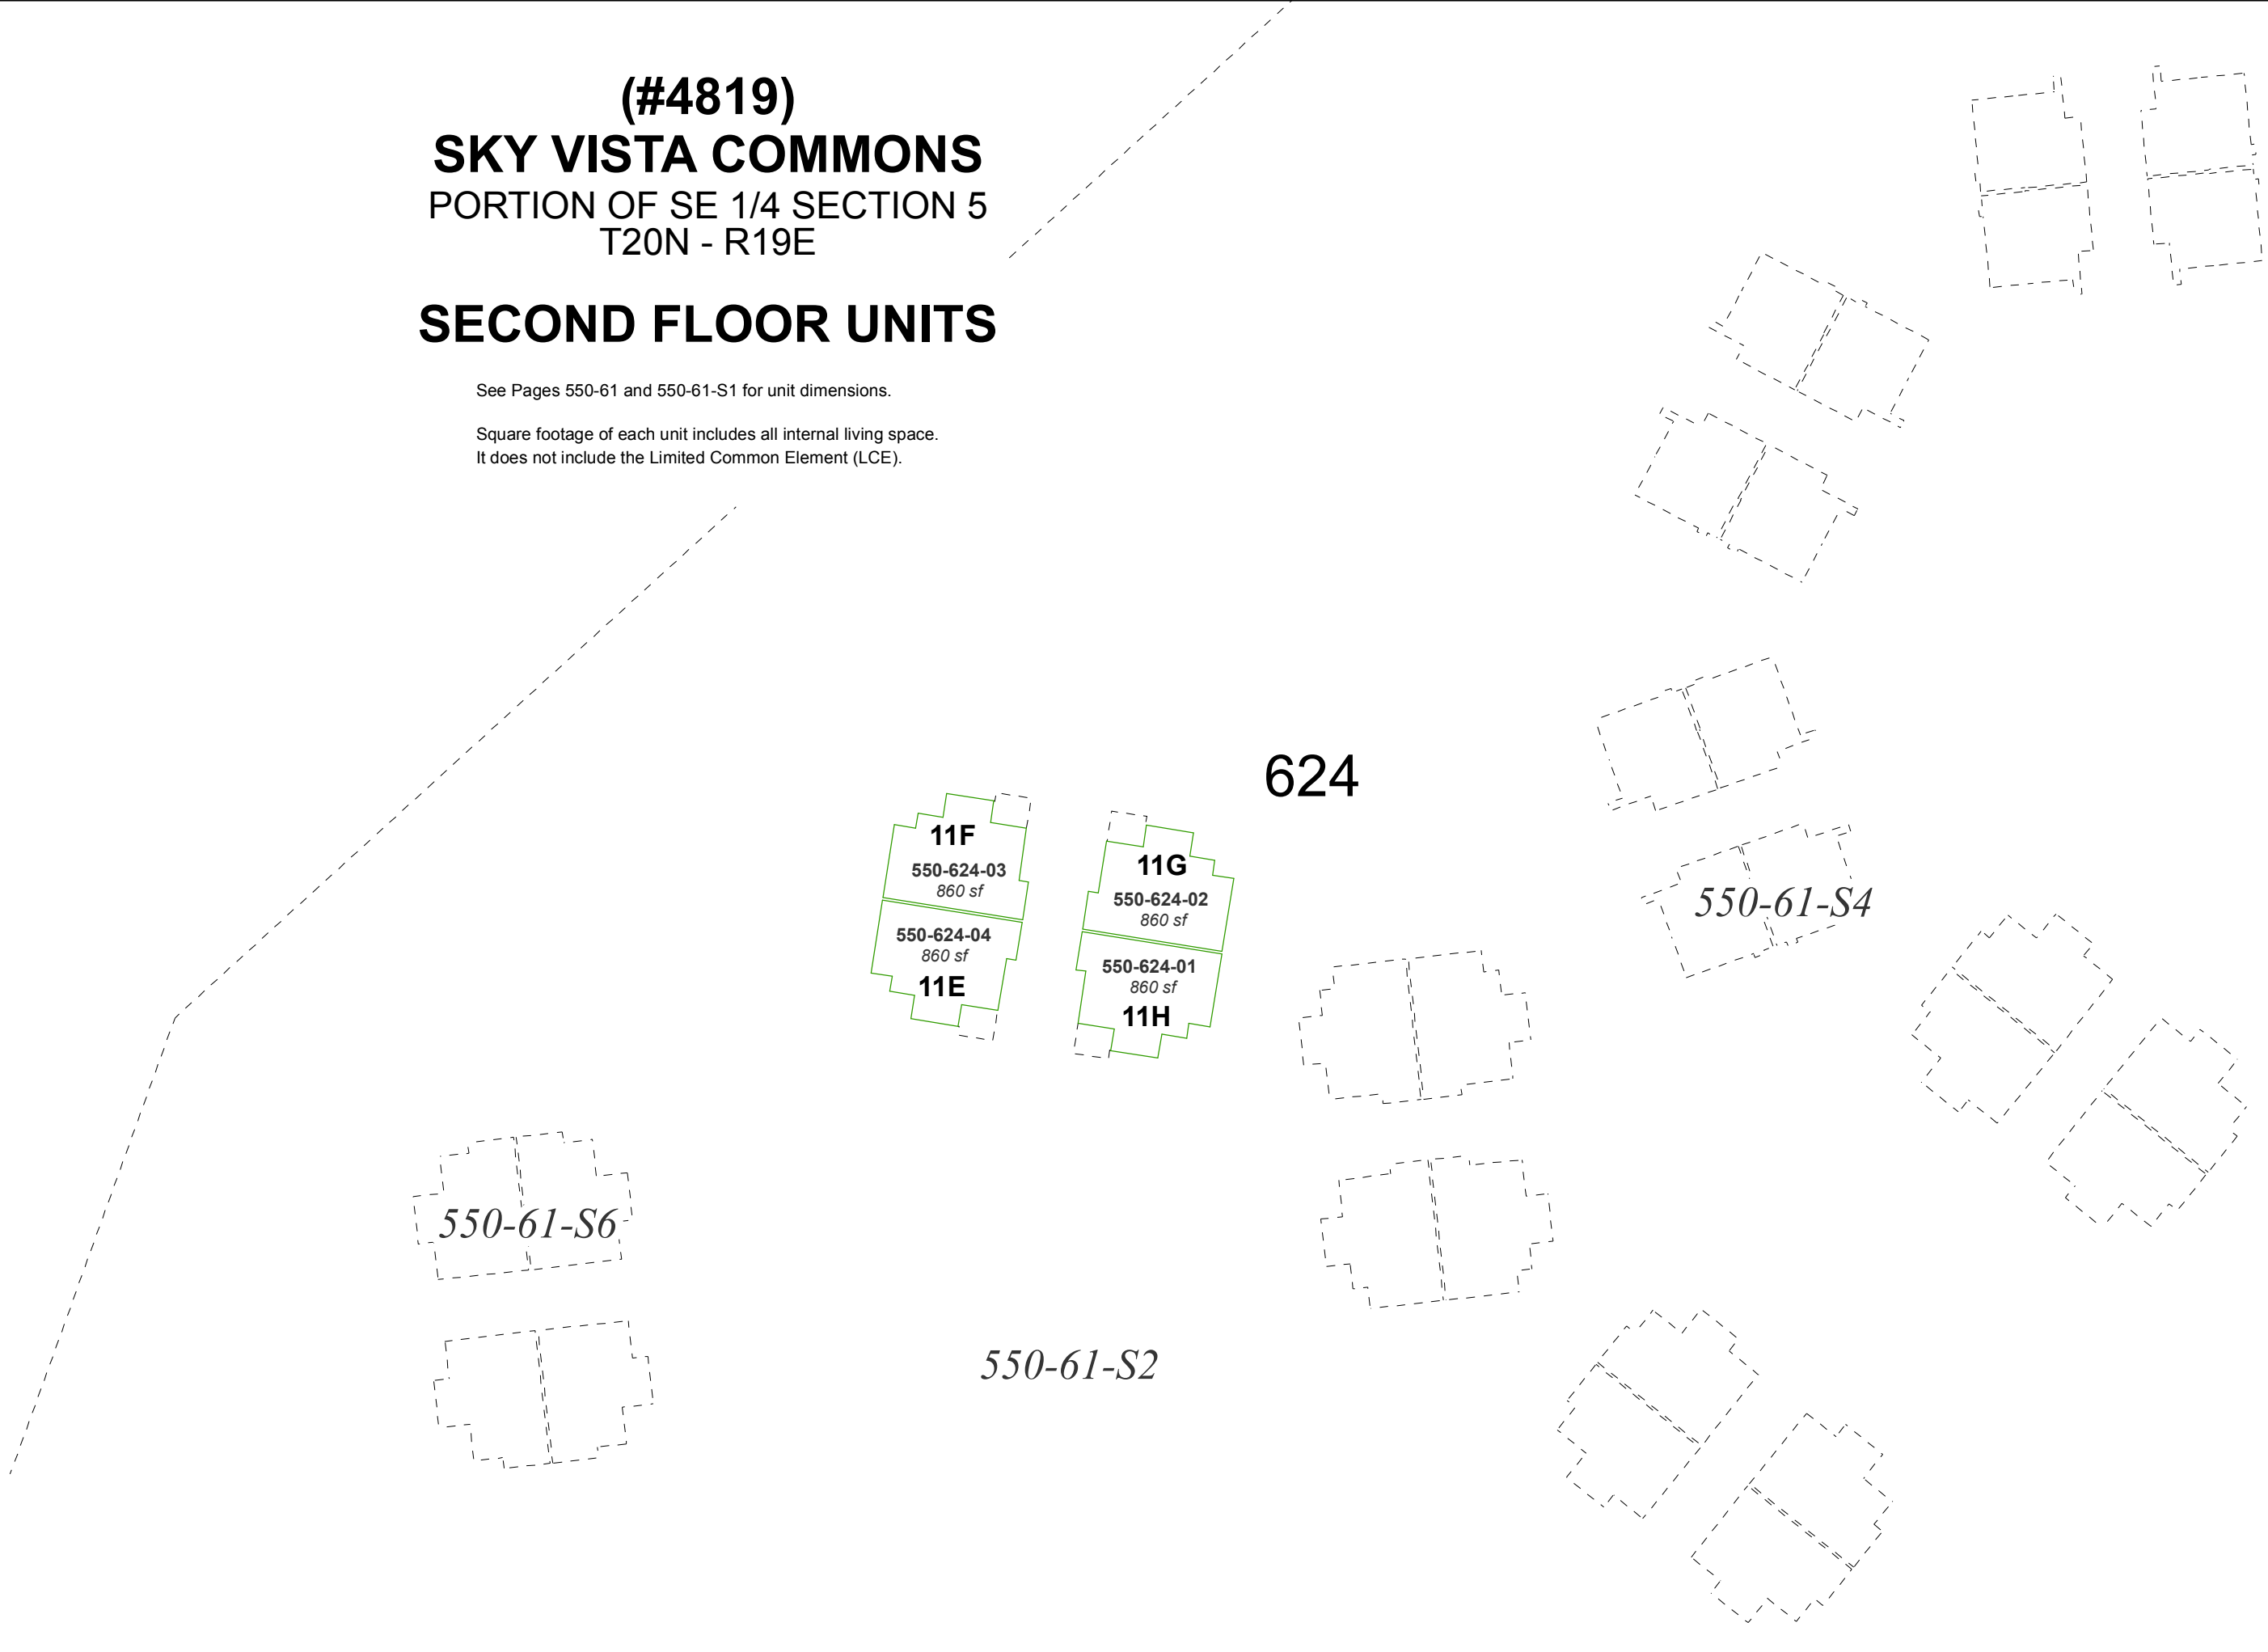 (#4819)
SKY VISTA COMMONS
PORTION OF SE 1/4 SECTION 5
T20N - R19E
SECOND FLOOR UNITS
See Pages 550-61 and 550-61-S1 for unit dimensions.
Square footage of each unit includes all internal living space.
It does not include the Limited Common Element (LCE).
624
11F
550-624-03
860 sf
550-624-04
860 sf
11E
11G
550-624-02
860 sf
550-624-01
860 sf
11H
550-61-S4
550-61-S6
550-61-S2